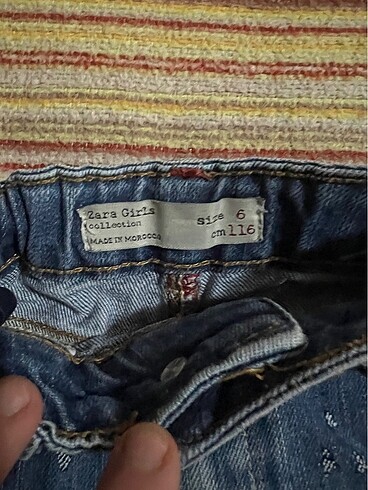 Zara Girls
collection
MADE IN MOROCCO
size 6
cm 116